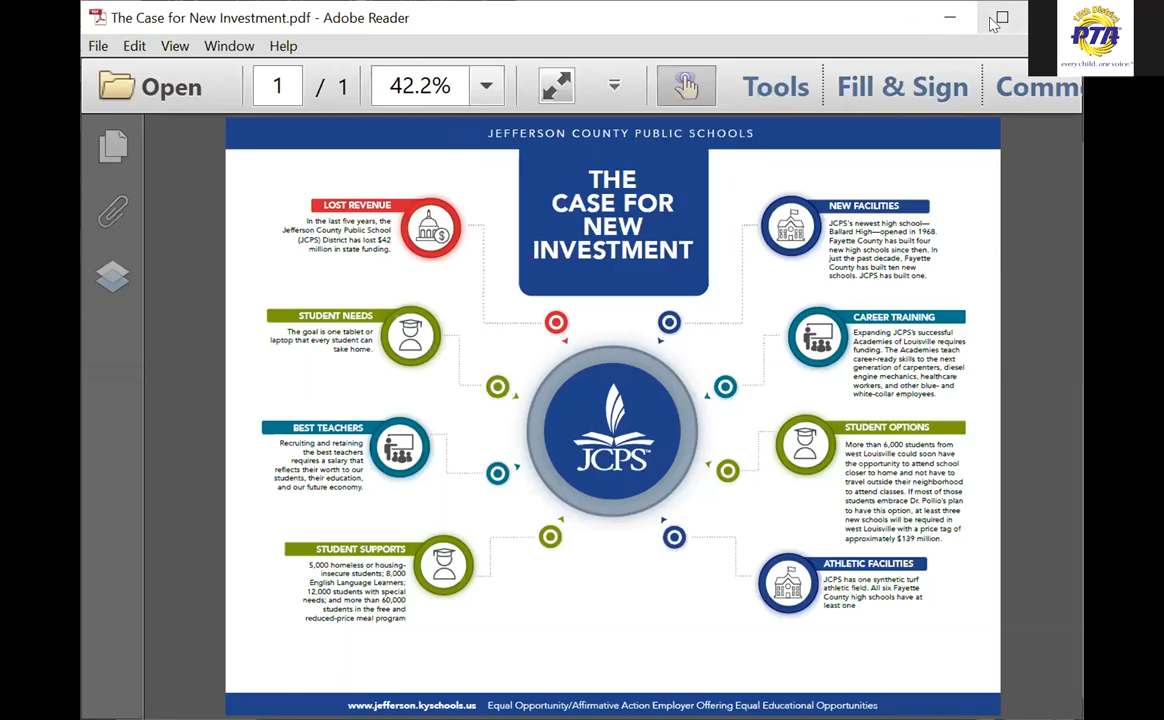 The Case for New Investment.pdf - Adobe Reader
File Edit View Window Help
Open 1 / 1 42.2% Tools Fill & Sign Comm
15th District
PTA
every child. one voice.
JEFFERSON COUNTY PUBLIC SCHOOLS
THE
CASE FOR
NEW
INVESTMENT
LOST REVENUE
In the last five years, the
Jefferson County Public School
(JCPS) District has lost $42
million in state funding.
STUDENT NEEDS
The goal is one tablet or
laptop that every student can
take home.
BEST TEACHERS
Recruiting and retaining
the best teachers
requires a salary that
reflects their worth to our
students, their education,
and our future economy.
STUDENT SUPPORTS
5,000 homeless or housing-
insecure students; 8,000
English Language Learners;
12,000 students with special
needs; and more than 60,000
students in the free and
reduced-price meal program
JCPS™
NEW FACILITIES
JCPS's newest high school—
Ballard High—opened in 1968.
Fayette County has built four
new high schools since then. In
just the past decade, Fayette
County has built ten new
schools. JCPS has built one.
CAREER TRAINING
Expanding JCPS's successful
Academies of Louisville requires
funding. The Academies teach
career-ready skills to the next
generation of carpenters, diesel
engine mechanics, healthcare
workers, and other blue- and
white-collar employees.
STUDENT OPTIONS
More than 6,000 students from
west Louisville could soon have
the opportunity to attend school
closer to home and not have to
travel outside their neighborhood
to attend classes. If most of those
students embrace Dr. Pollio's plan
to have this option, at least three
new schools will be required in
west Louisville with a price tag of
approximately $139 million.
ATHLETIC FACILITIES
JCPS has one synthetic turf
athletic field. All six Fayette
County high schools have at
least one
www.jefferson.kyschools.us Equal Opportunity/Affirmative Action Employer Offering Equal Educational Opportunities